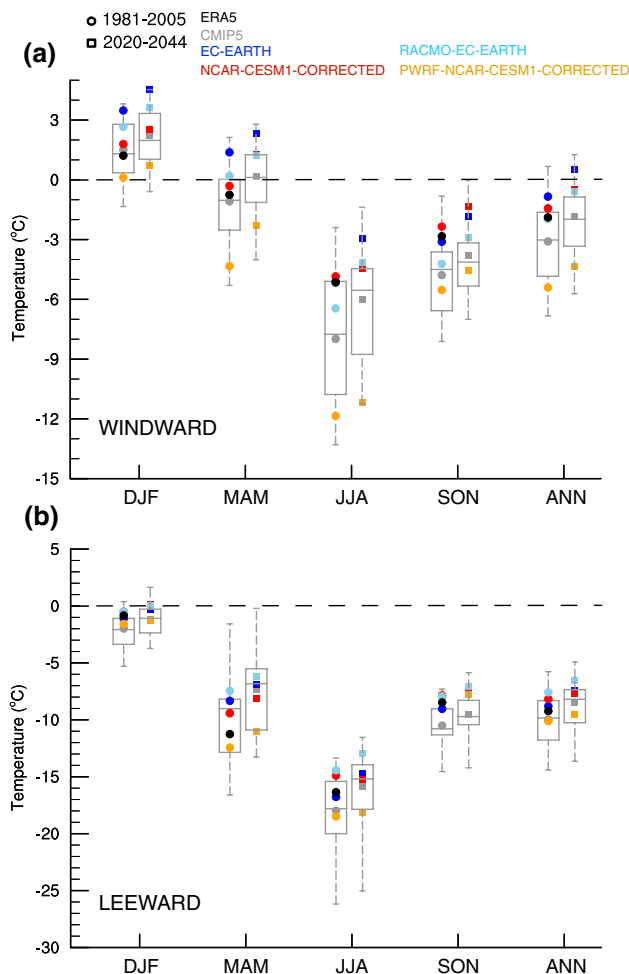 1981-2005
2020-2044
ERA5
CMIP5
EC-EARTH
RACMO-EC-EARTH
NCAR-CESM1-CORRECTED
PWRF-NCAR-CESM1-CORRECTED
(a)
Temperature (°C)
3
0
-3
-6
-9
-12
-15
WINDWARD
DJF MAM JJA SON ANN
(b)
Temperature (°C)
5
0
-5
-10
-15
-20
-25
-30
LEEWARD
DJF MAM JJA SON ANN